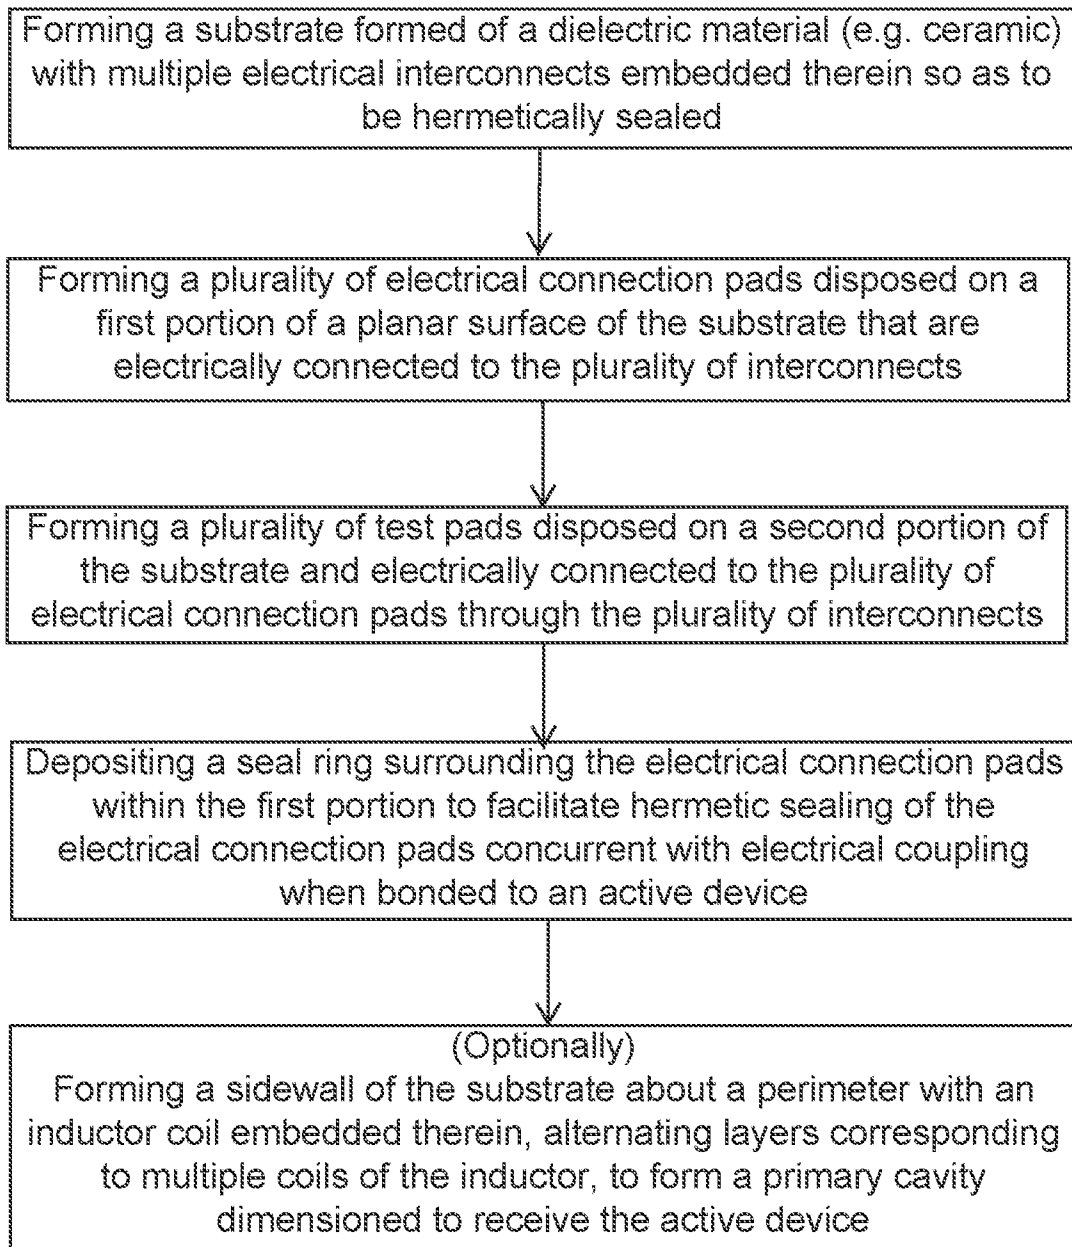 Forming a substrate formed of a dielectric material (e.g. ceramic)
with multiple electrical interconnects embedded therein so as to
be hermetically sealed
Forming a plurality of electrical connection pads disposed on a
first portion of a planar surface of the substrate that are
electrically connected to the plurality of interconnects
Forming a plurality of test pads disposed on a second portion of
the substrate and electrically connected to the plurality of
electrical connection pads through the plurality of interconnects
Depositing a seal ring surrounding the electrical connection pads
within the first portion to facilitate hermetic sealing of the
electrical connection pads concurrent with electrical coupling
when bonded to an active device
(Optionally)
Forming a sidewall of the substrate about a perimeter with an
inductor coil embedded therein, alternating layers corresponding
to multiple coils of the inductor, to form a primary cavity
dimensioned to receive the active device